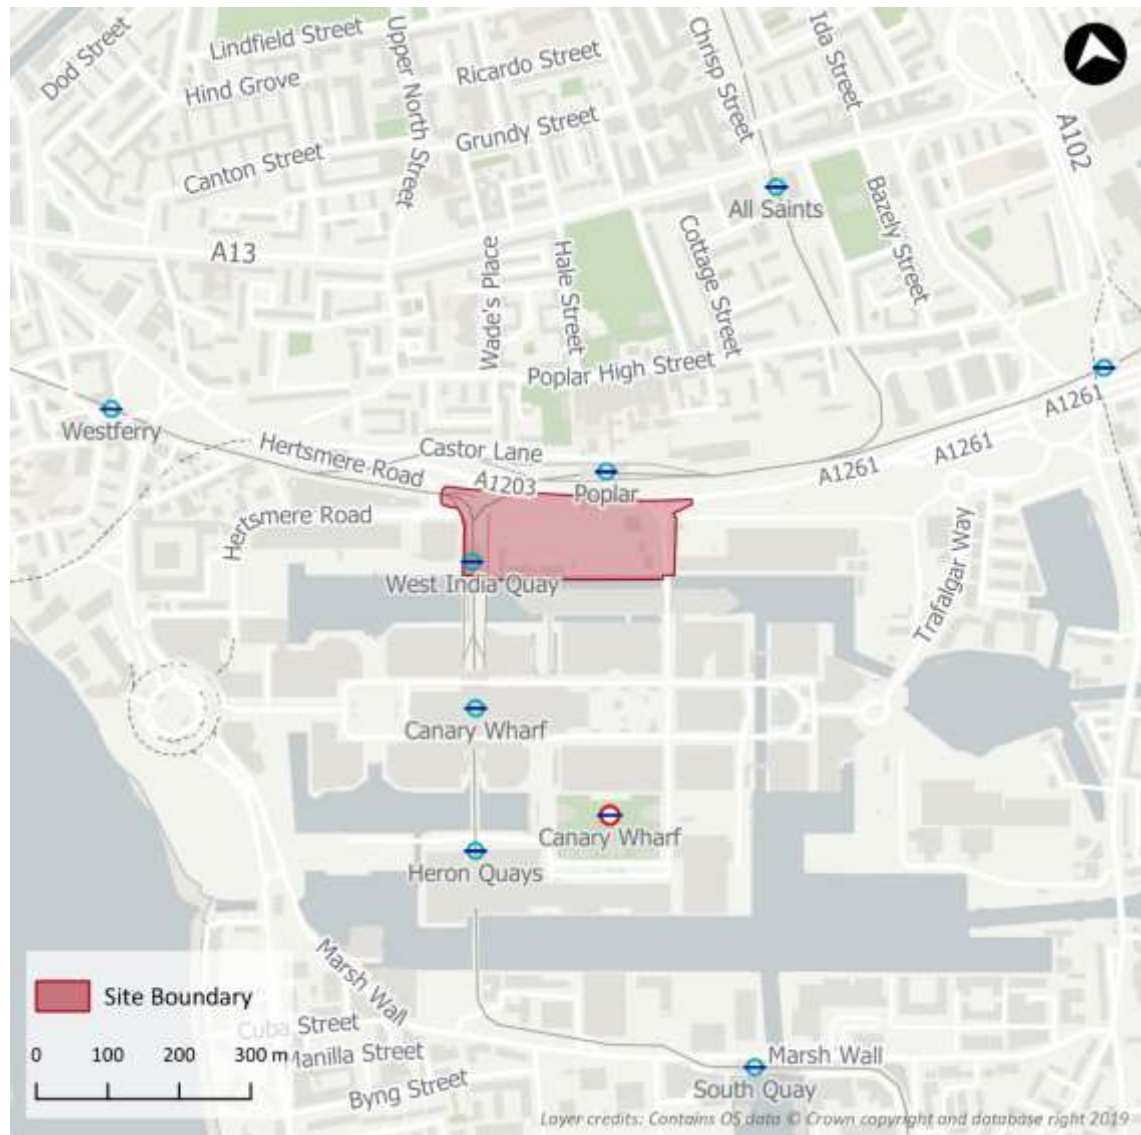 Dod Street
Lindfield Street
Hind Grove
Upper North Street
Ricardo Street
Chrisp Street
Ida Street
Grundy Street
Canton Street
A102
All Saints
Bazely Street
A13
Wade's Place
Hale Street
Cottage Street
Poplar High Street
Westferry
A1261
Hertsmere Road
Castor Lane
A1203
Poplar
A1261
A1261
Hertsmere Road
West India Quay
Trafalgar Way
Canary Wharf
Canary Wharf
Heron Quays
Marsh Wall
Site Boundary
Cuba Street
0 100 200 300 m
Manilla Street
Byng Street
Marsh Wall
South Quay
Layer credits: Contains OS data © Crown copyright and database right 2019